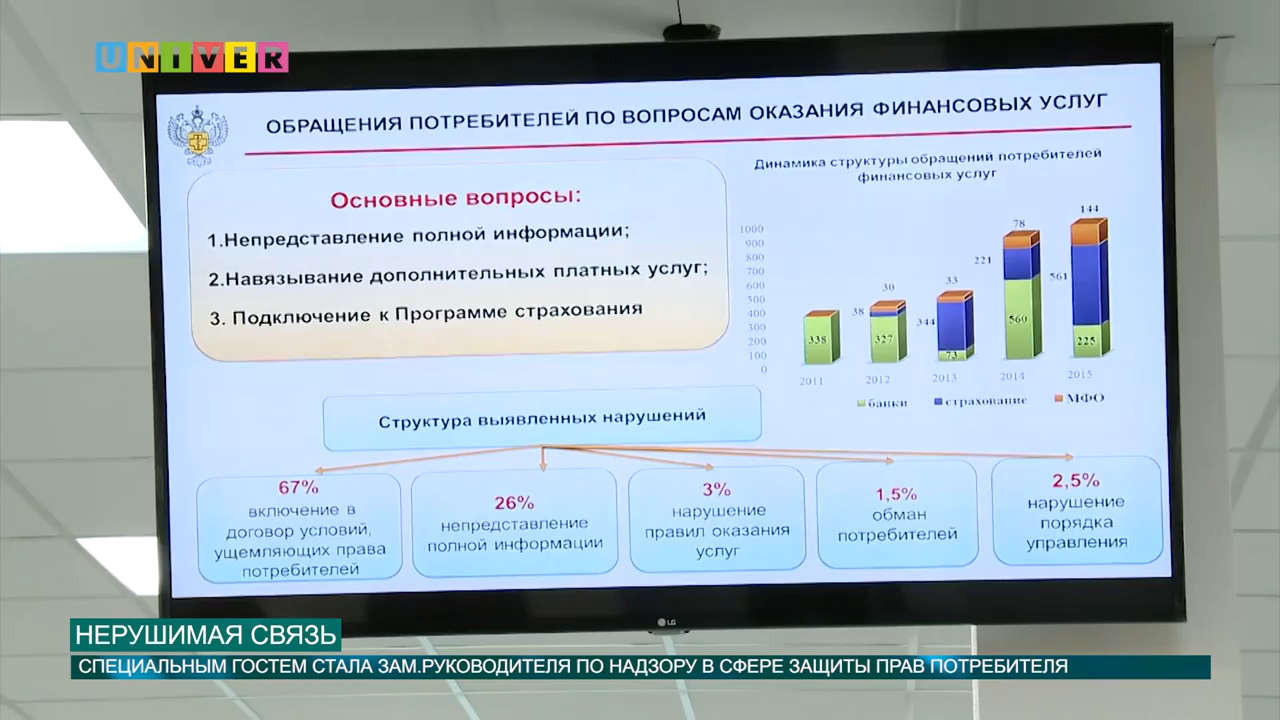 UNIVER
ОБРАЩЕНИЯ ПОТРЕБИТЕЛЕЙ ПО ВОПРОСАМ ОКАЗАНИЯ ФИНАНСОВЫХ УСЛУГ
Основные вопросы:
1.Непредставление полной информации;
2.Навязывание дополнительных платных услуг;
3. Подключение к Программе страхования
Динамика структуры обращений потребителей
финансовых услуг
1000
900
800
700
600
500
400
300
200
100
0
338
38
30
327
344
33
73
221
78
560
561
144
225
2011
2012
2013
2014
2015
банки
страхование
МФО
Структура выявленных нарушений
67%
включение в
договор условий,
ущемляющих права
потребителей
26%
непредставление
полной информации
3%
нарушение
правил оказания
услуг
1,5%
обман
потребителей
2,5%
нарушение
порядка
управления
LG
НЕРУШИМАЯ СВЯЗЬ
СПЕЦИАЛЬНЫМ ГОСТЕМ СТАЛА ЗАМ.РУКОВОДИТЕЛЯ ПО НАДЗОРУ В СФЕРЕ ЗАЩИТЫ ПРАВ ПОТРЕБИТЕЛЯ